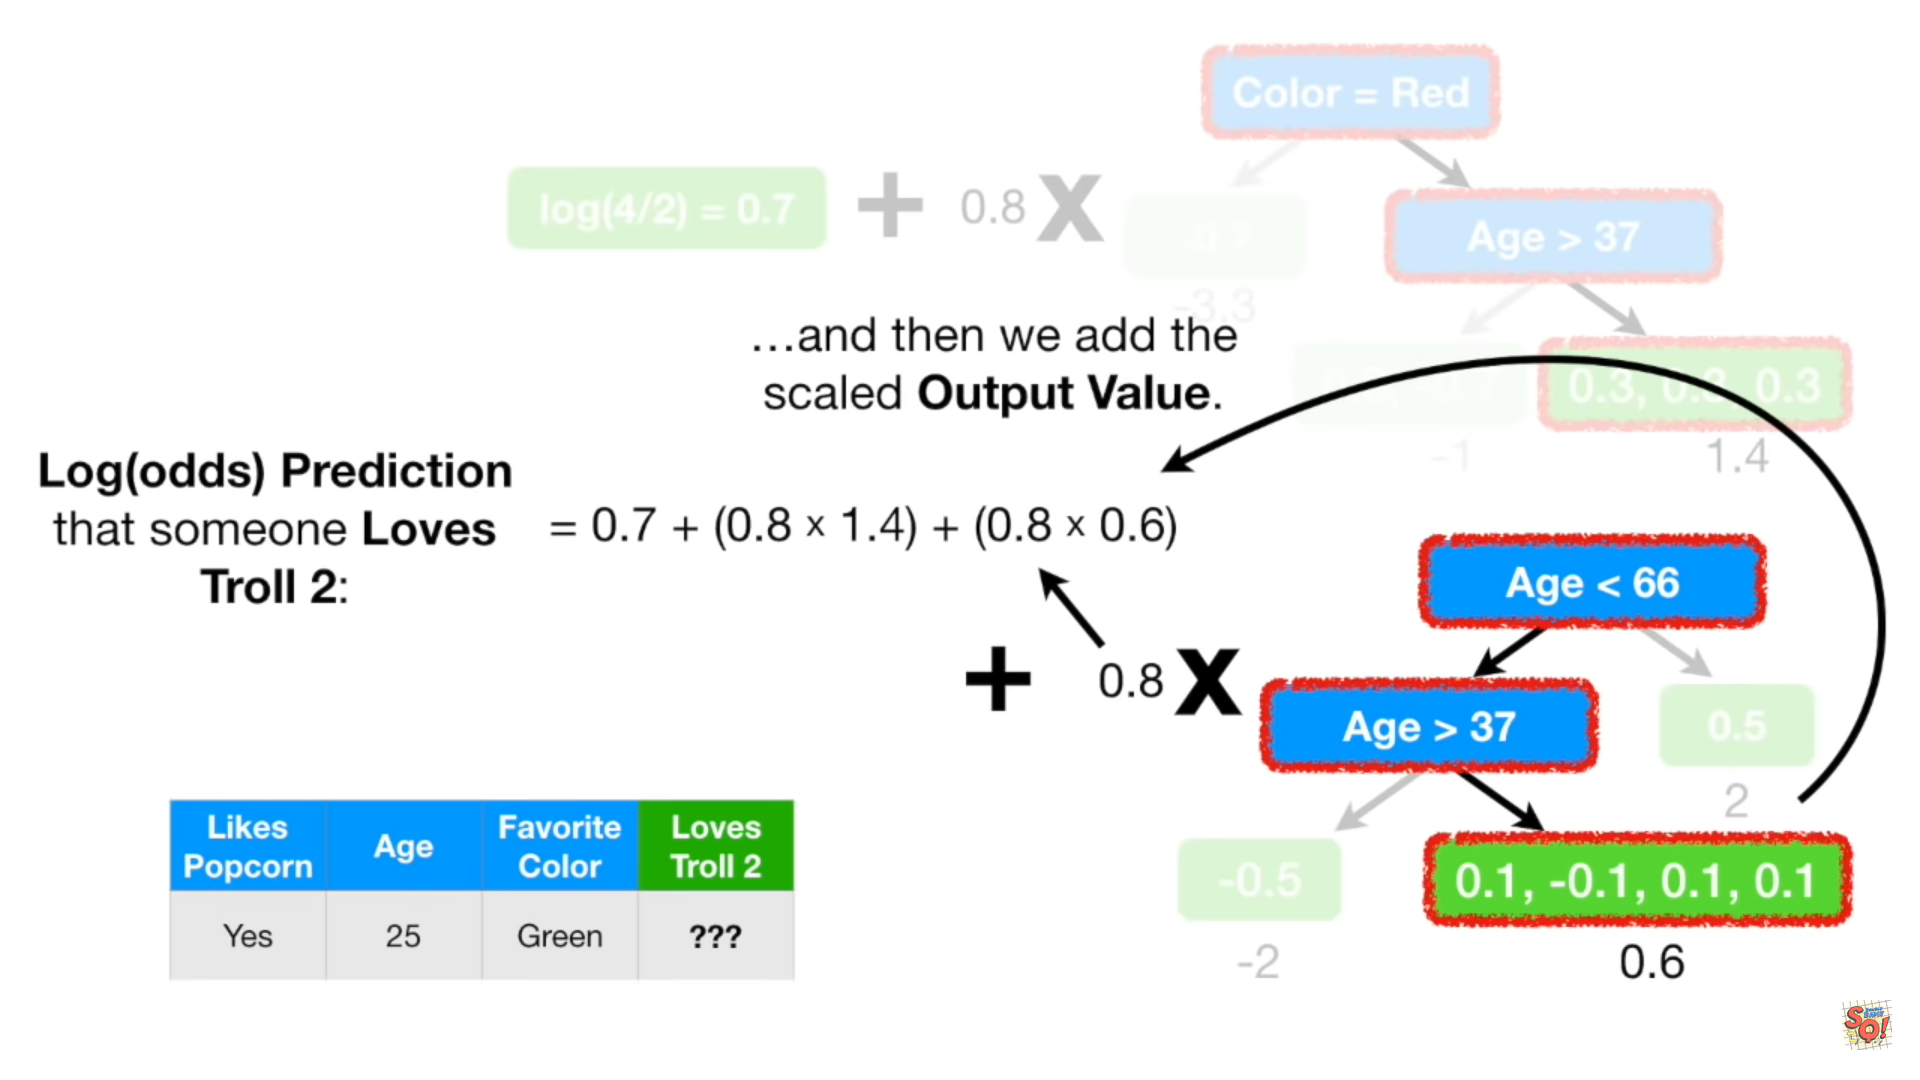 Color = Red
log(4/2) = 0.7
+ 0.8 X
Age > 37
-3.3
…and then we add the
scaled Output Value.
0.3, 0.3, 0.3
-1
1.4
Log(odds) Prediction
that someone Loves
Troll 2:
= 0.7 + (0.8 x 1.4) + (0.8 x 0.6)
Age < 66
+ 0.8 X
Age > 37
0.5
2
-0.5
0.1, -0.1, 0.1, 0.1
-2
0.6
Likes Popcorn Age Favorite Color Loves Troll 2
Yes 25 Green ???